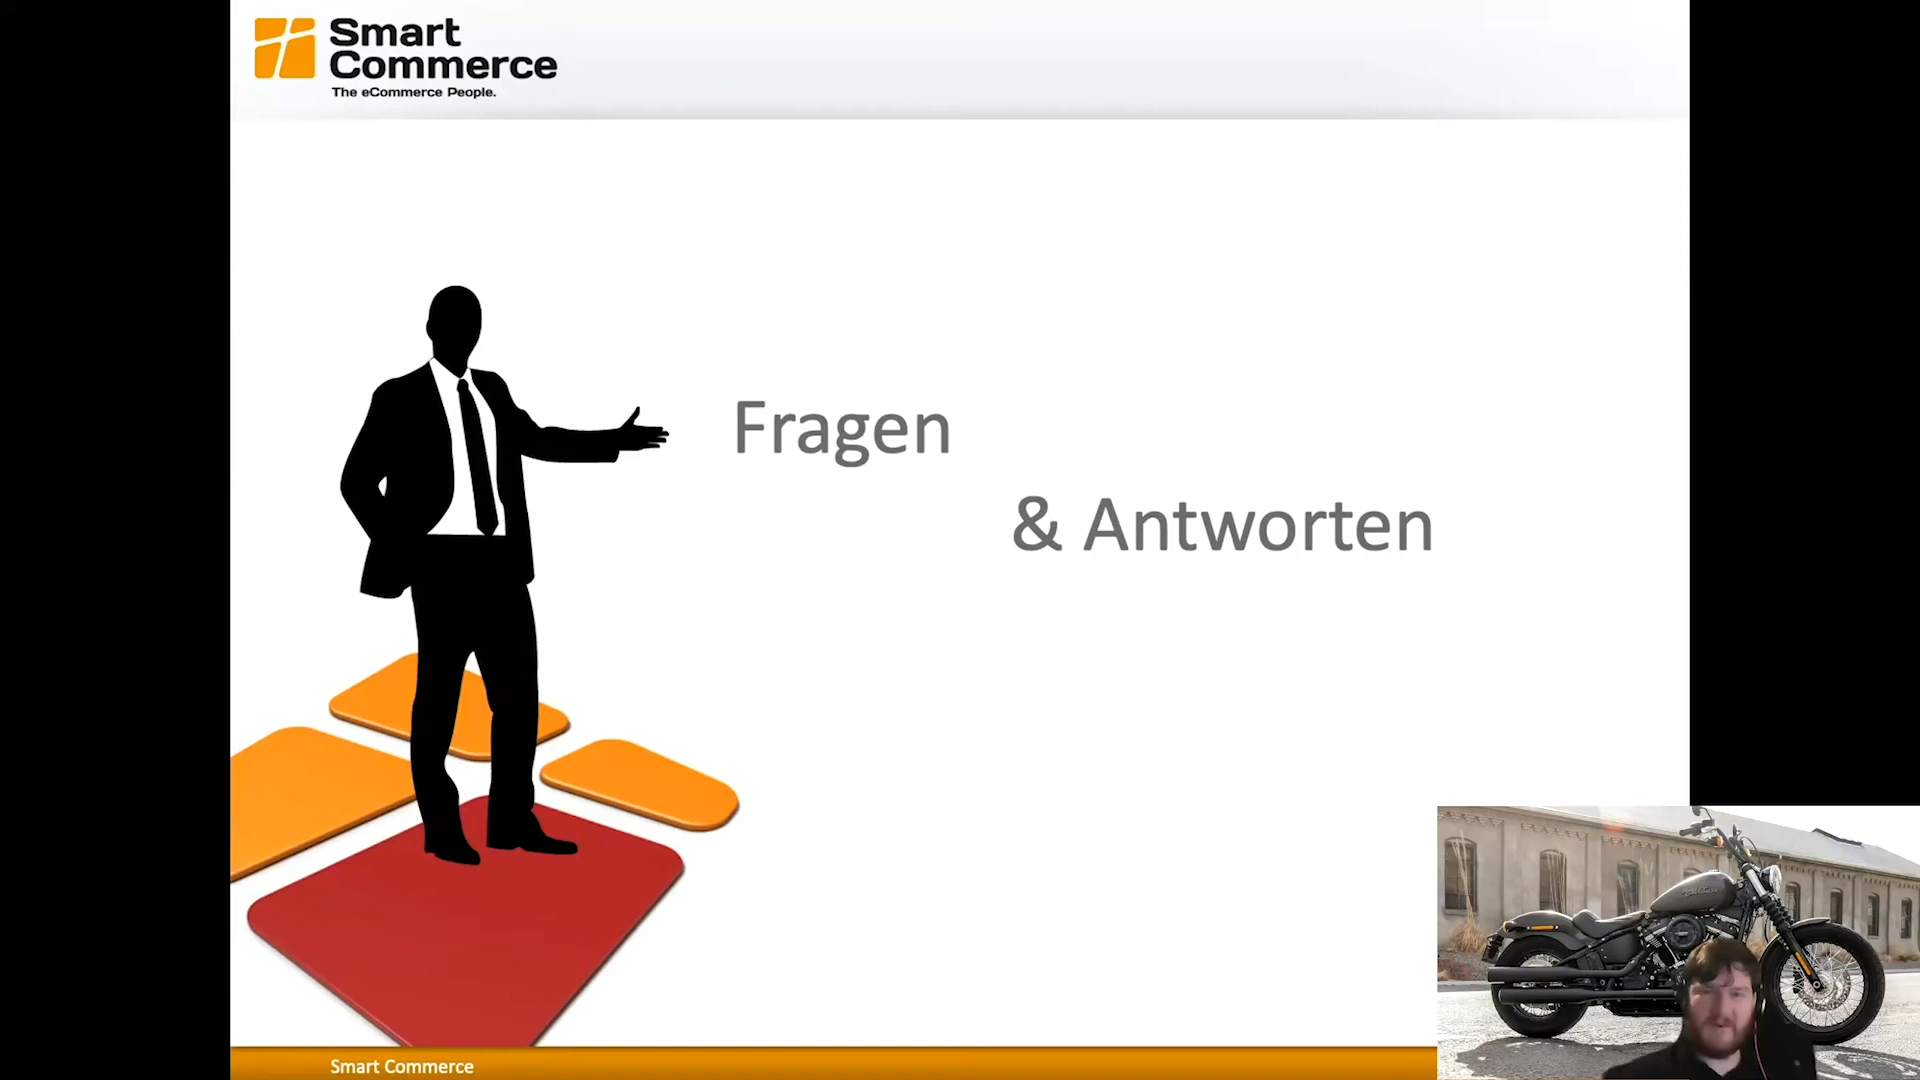 Smart
Commerce
The eCommerce People.
Fragen
& Antworten
Smart Commerce